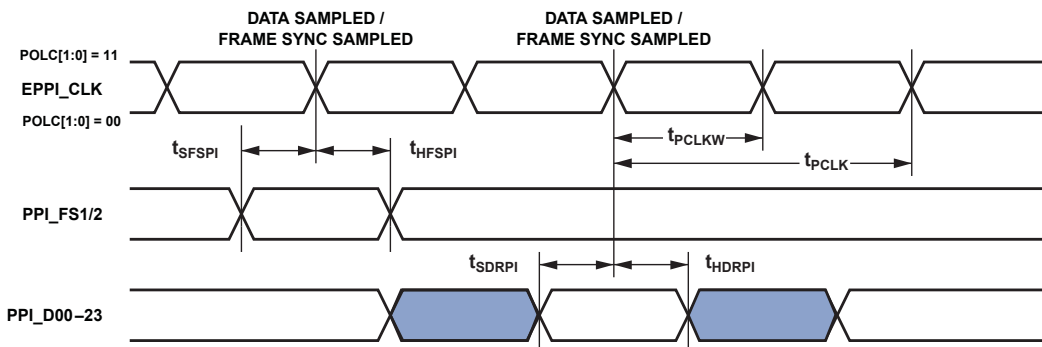 DATA SAMPLED /
FRAME SYNC SAMPLED
DATA SAMPLED /
FRAME SYNC SAMPLED
POLC[1:0] = 11
EPPI_CLK
POLC[1:0] = 00
tSFSPI
tHFSPI
tPCLKW
tPCLK
PPI_FS1/2
tSDRPI
tHDRPI
PPI_D00–23